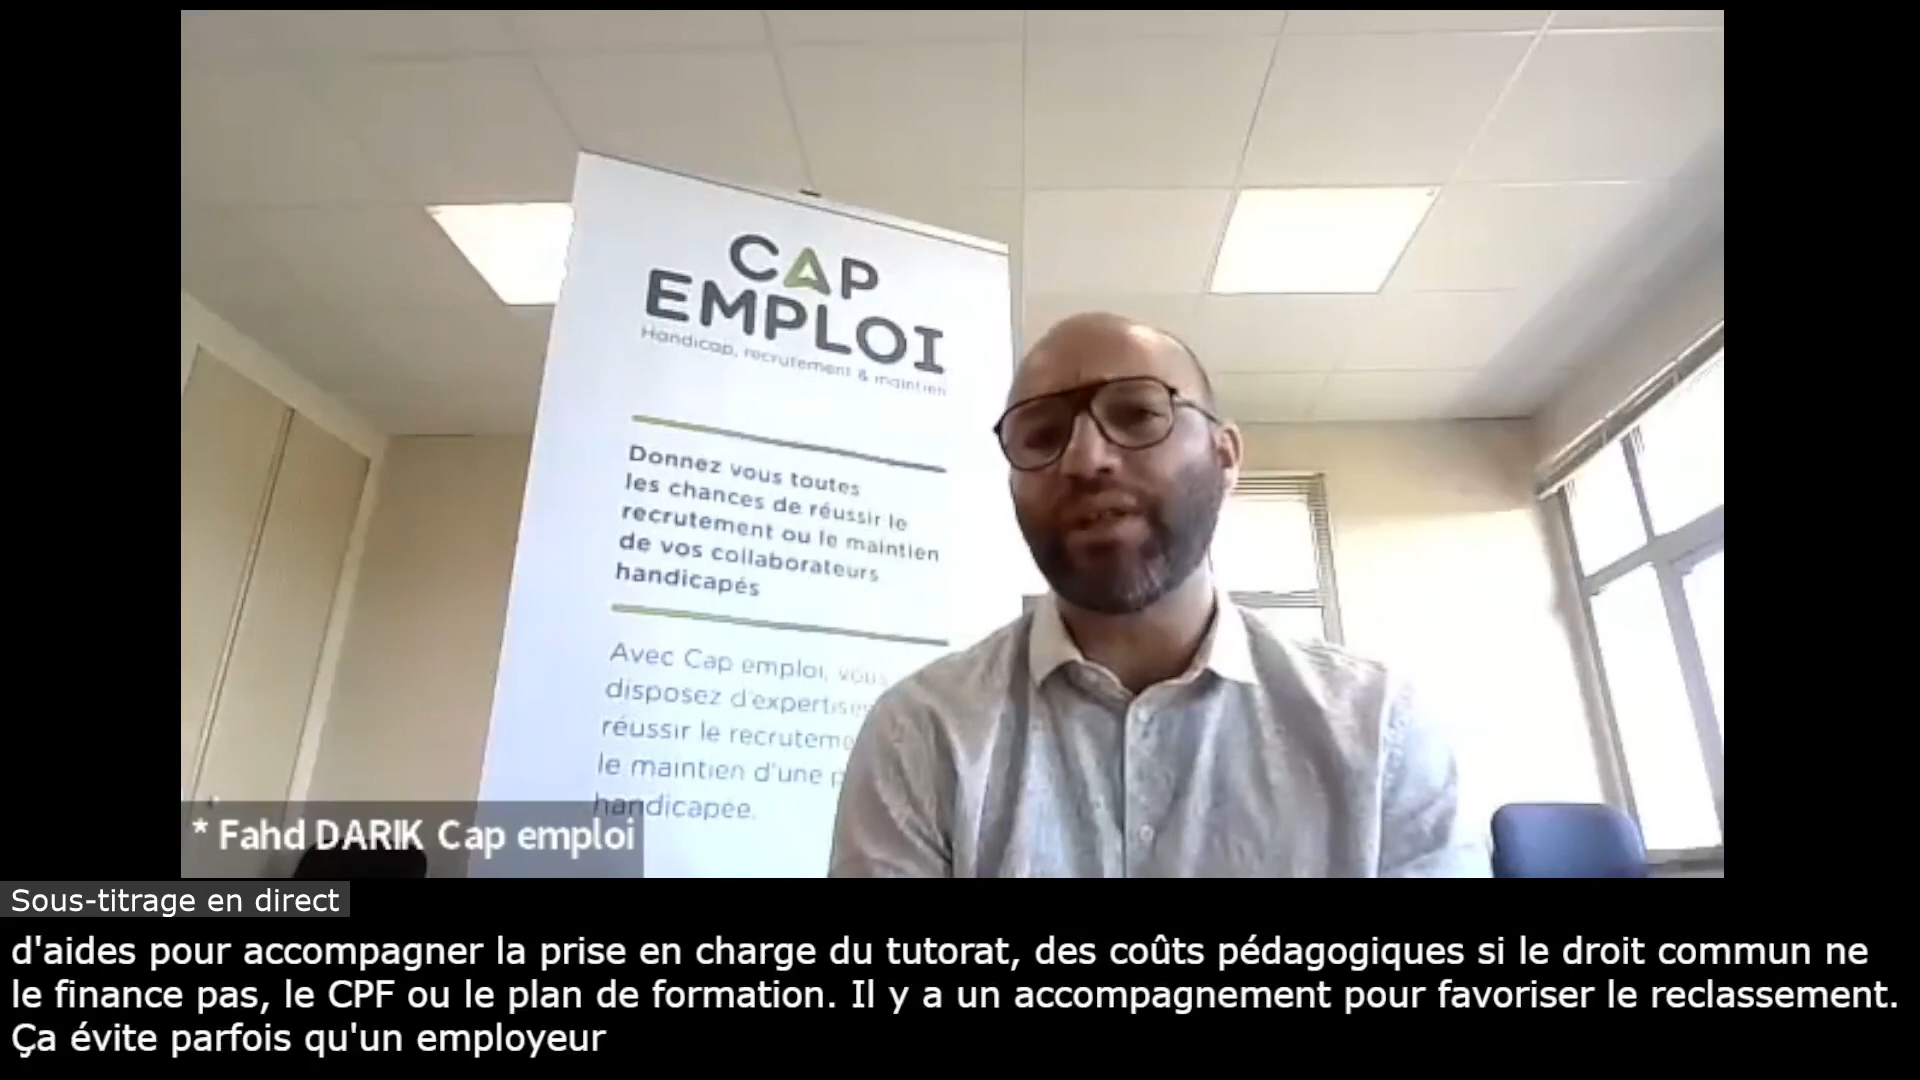 CAP
EMPLOI
Handicap, recrutement & maintien
Donnez vous toutes
les chances de réussir le
recrutement ou le maintien
de vos collaborateurs
handicapés
Avec Cap emploi, vous
disposez d'expertise
réussir le recruteme
le maintien d'une p
handicapée.
* Fahd DARIK Cap emploi
Sous-titrage en direct
d'aides pour accompagner la prise en charge du tutorat, des coûts pédagogiques si le droit commun ne
le finance pas, le CPF ou le plan de formation. Il y a un accompagnement pour favoriser le reclassement.
Ça évite parfois qu'un employeur